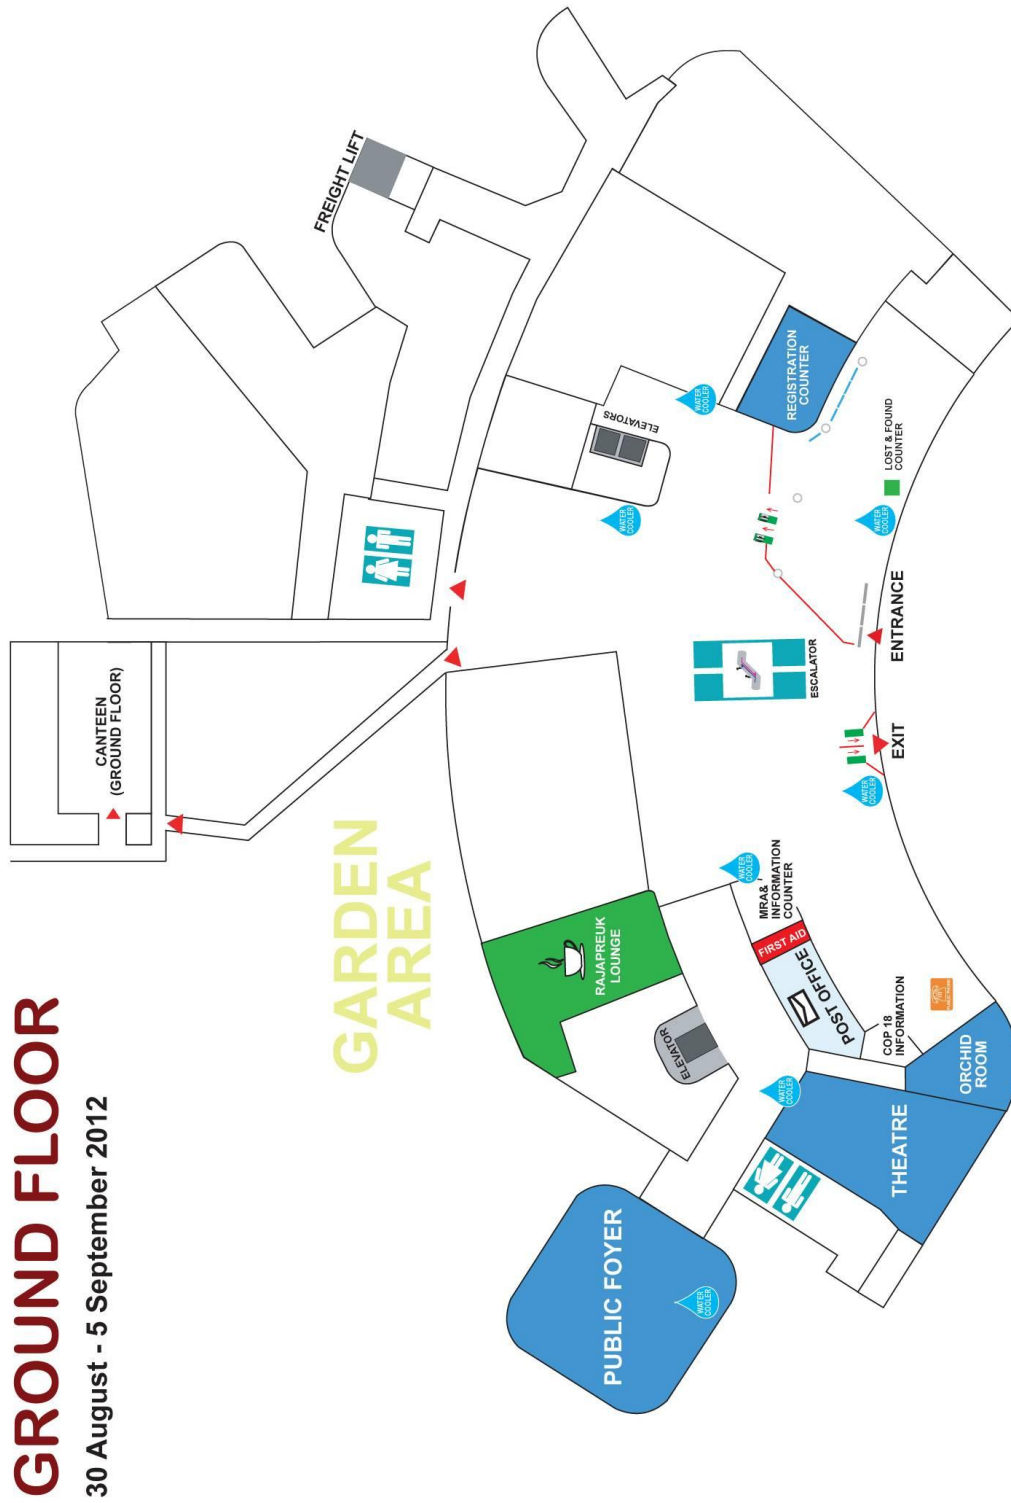 GROUND FLOOR
30 August - 5 September 2012
CANTEEN
(GROUND FLOOR)
FREIGHT LIFT
GARDEN
AREA
RAJAPREUK
LOUNGE
ELEVATORS
WATER
COOLER
WATER
COOLER
REGISTRATION
COUNTER
LOST & FOUND
COUNTER
WATER
COOLER
ESCALATOR
ENTRANCE
EXIT
WATER
COOLER
WATER
COOLER
MRA&
INFORMATION
COUNTER
FIRST AID
POST OFFICE
COP 18
INFORMATION
ELEVATOR
WATER
COOLER
ORCHID
ROOM
THEATRE
PUBLIC FOYER
WATER
COOLER